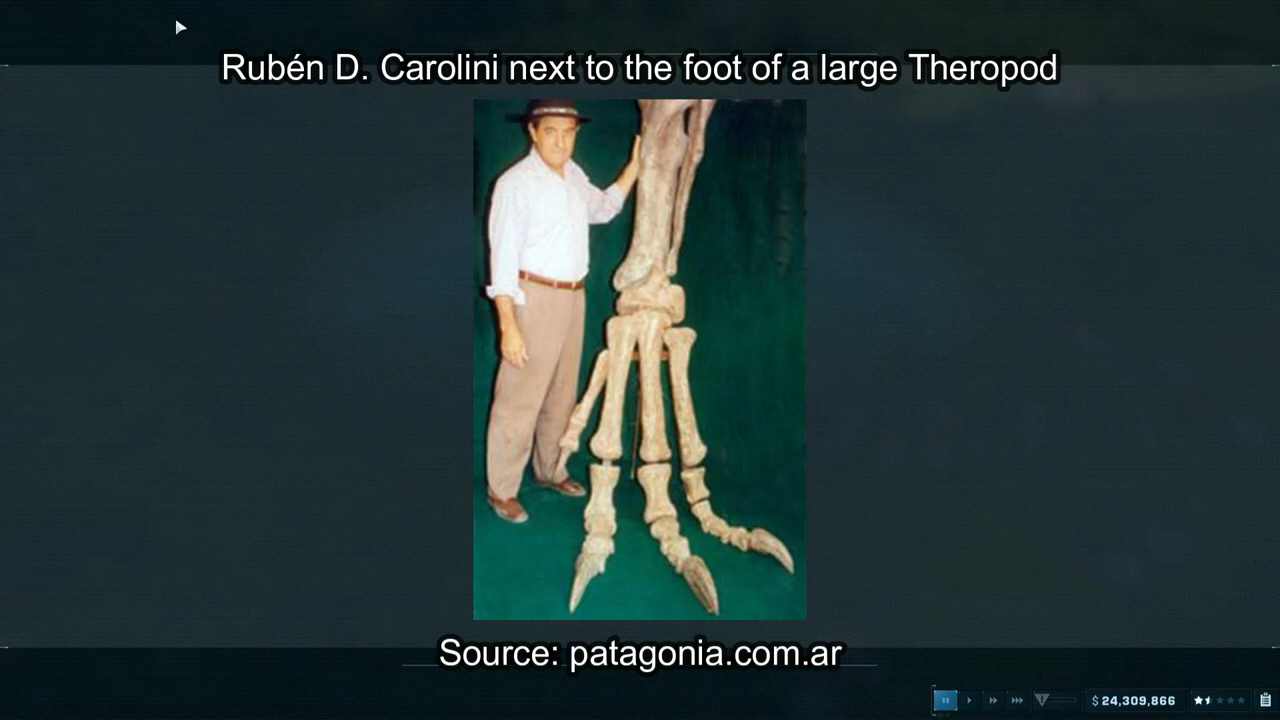 Rubén D. Carolini next to the foot of a large Theropod
Source: patagonia.com.ar
$ 24,309,866